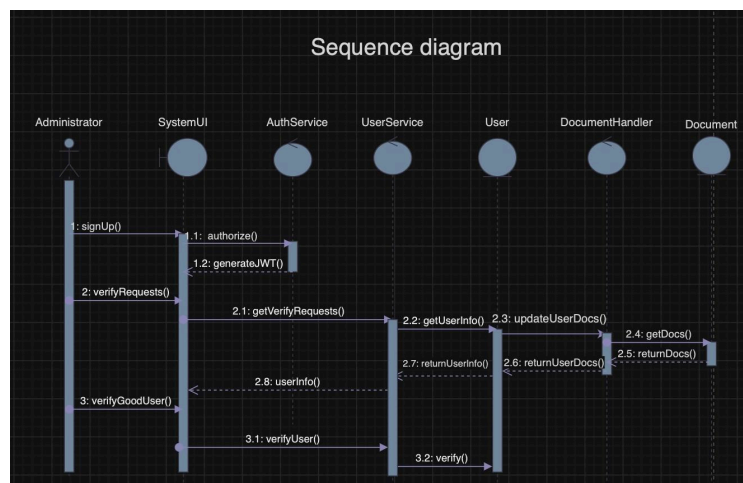 Sequence diagram
Administrator
SystemUI
AuthService
UserService
User
DocumentHandler
Document
1: signUp()
1.1: authorize()
1.2: generateJWT()
2: verifyRequests()
2.1: getVerifyRequests()
2.2: getUserInfo()
2.3: updateUserDocs()
2.4: getDocs()
2.5: returnDocs()
2.6: returnUserDocs()
2.7: returnUserInfo()
2.8: userInfo()
3: verifyGoodUser()
3.1: verifyUser()
3.2: verify()